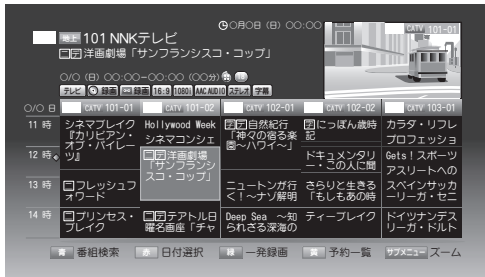 ○月○日（日）○○:○○
地上 101 NNKテレビ
洋画劇場「サンフランシスコ・コップ」
CATV 101-01
○/○（日）○○:○○−○○:○○（○○分）
テレビ 録画 録画 16:9 1080i AAC AUDIO ステレオ 字幕
○/○ 日 CATV 101-01 CATV 101-02 CATV 102-01 CATV 102-02 CATV 103-01
11 時 シネマブレイク Hollywood Week 字デ自然紀行 字にっぽん歳時 カラダ・リフレ
『カリビアン・ シネマコンシェ 「神々の宿る楽 記 プロフェッショ
オブ・パイレー 園～ハワイ～」
12 時 ツ』 洋画劇場 ドキュメンタリ Gets！スポーツ
「サンフランシ ー・この人に聞 アスリートへの
スコ・コップ」
13 時 フレッシュフ ニュートンが行 さらりと生きる スペインサッカ
ォワード く！～ナゾ解明 「もしもあの時 ーリーガ・セニ
14 時 プリンセス・ テアトル日 Deep Sea ～知 ティーブレイク ドイツナンデス
ブレイク 曜名画座「チャ られざる深海の リーガ・ドルト
青 番組検索 赤 日付選択 緑 一発録画 黄 予約一覧 サブメニュー ズーム